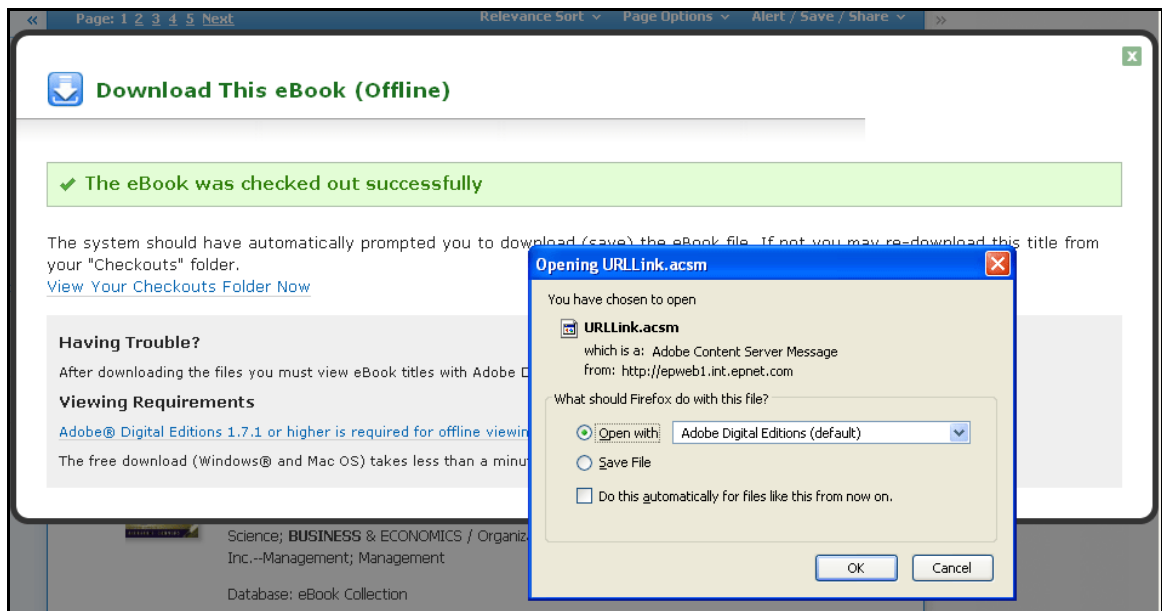 « Page: 1 2 3 4 5 Next Relevance Sort Page Options Alert / Save / Share »
Download This eBook (Offline)
The eBook was checked out successfully
The system should have automatically prompted you to download (save) the eBook file. If not you may re-download this title from
your "Checkouts" folder.
View Your Checkouts Folder Now
Having Trouble?
After downloading the files you must view eBook titles with Adobe D
Viewing Requirements
Adobe® Digital Editions 1.7.1 or higher is required for offline viewin
The free download (Windows® and Mac OS) takes less than a minu
Opening URLLink.acsm
You have chosen to open
URLLink.acsm
which is a: Adobe Content Server Message
from: http://epweb1.int.epnet.com
What should Firefox do with this file?
Open with Adobe Digital Editions (default)
Save File
Do this automatically for files like this from now on.
OK Cancel
Science; BUSINESS & ECONOMICS / Organiz
Inc.--Management; Management
Database: eBook Collection